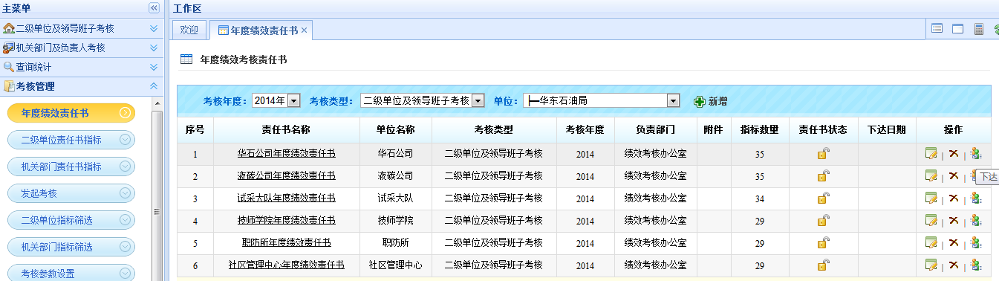 主菜单
二级单位及领导班子考核
机关部门及负责人考核
查询统计
考核管理
年度绩效责任书
二级单位责任书指标
机关部门责任书指标
发起考核
二级单位指标筛选
机关部门指标筛选
考核参数设置
工作区
欢迎 年度绩效责任书
年度绩效考核责任书
考核年度： 2014年 考核类型： 二级单位及领导班子考核 单位： ├─华东石油局 新增
序号 责任书名称 单位名称 考核类型 考核年度 负责部门 附件 指标数量 责任书状态 下达日期 操作
1 华石公司年度绩效责任书 华石公司 二级单位及领导班子考核 2014 绩效考核办公室 35
2 液碳公司年度绩效责任书 液碳公司 二级单位及领导班子考核 2014 绩效考核办公室 35
下达
3 试采大队年度绩效责任书 试采大队 二级单位及领导班子考核 2014 绩效考核办公室 34
4 技师学院年度绩效责任书 技师学院 二级单位及领导班子考核 2014 绩效考核办公室 29
5 职防所年度绩效责任书 职防所 二级单位及领导班子考核 2014 绩效考核办公室 29
6 社区管理中心年度绩效责任书 社区管理中心 二级单位及领导班子考核 2014 绩效考核办公室 29